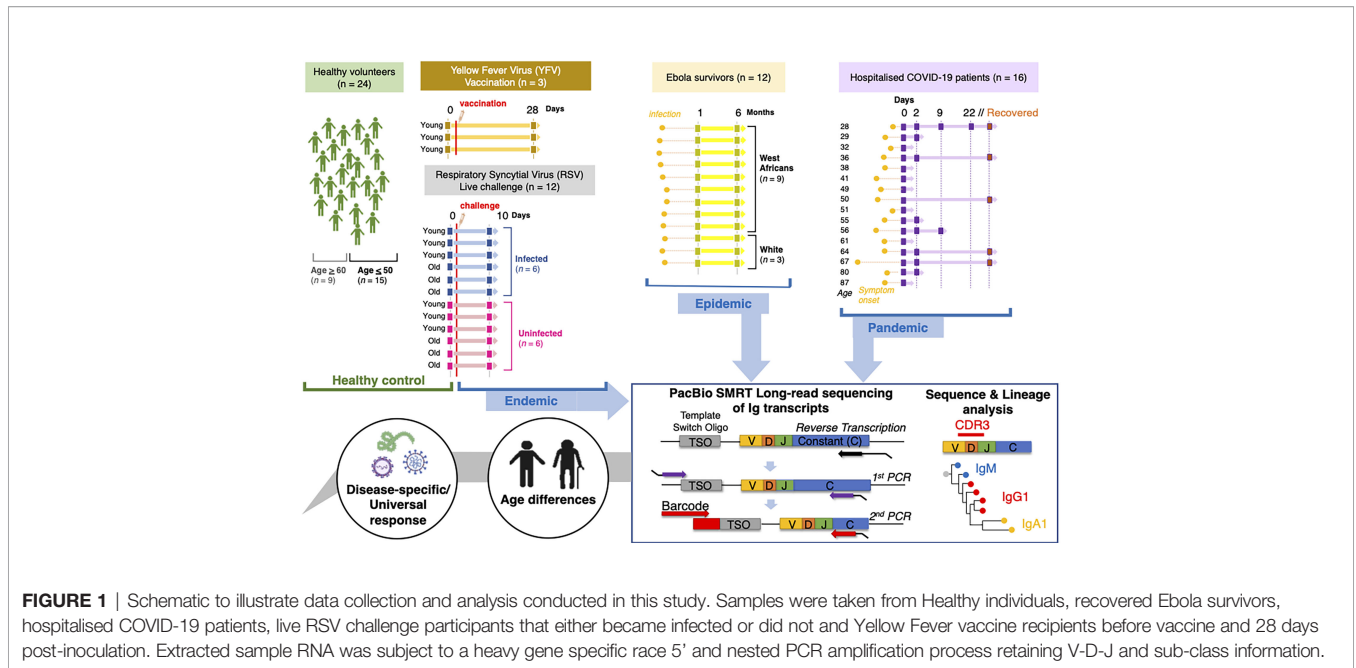 Healthy volunteers
(n = 24)
Age ≥ 60
(n = 9)
Age ≤ 50
(n = 15)
Yellow Fever Virus (YFV)
Vaccination (n = 3)
vaccination
0 28 Days
Young
Young
Young
Respiratory Syncytial Virus (RSV)
Live challenge (n = 12)
challenge
0 10 Days
Young
Young
Young
Old
Old
Old
Infected
(n = 6)
Young
Young
Young
Old
Old
Old
Uninfected
(n = 6)
Healthy control
Endemic
Ebola survivors (n = 12)
infection
1 6 Months
West
Africans
(n = 9)
White
(n = 3)
Epidemic
Hospitalised COVID-19 patients (n = 16)
Days
0 2 9 22 // Recovered
28
29
32
36
38
41
49
50
51
55
56
61
64
67
80
87
Age
Symptom
onset
Pandemic
Disease-specific/
Universal
response
Age differences
PacBio SMRT Long-read sequencing
of Ig transcripts
Template
Switch Oligo
Reverse Transcription
TSO V D J Constant (C)
1st PCR
TSO V D J C
Barcode
2nd PCR
TSO V D J C
Sequence & Lineage
analysis
CDR3
V D J C
IgM
IgG1
IgA1
FIGURE 1 | Schematic to illustrate data collection and analysis conducted in this study. Samples were taken from Healthy individuals, recovered Ebola survivors,
hospitalised COVID-19 patients, live RSV challenge participants that either became infected or did not and Yellow Fever vaccine recipients before vaccine and 28 days
post-inoculation. Extracted sample RNA was subject to a heavy gene specific race 5' and nested PCR amplification process retaining V-D-J and sub-class information.